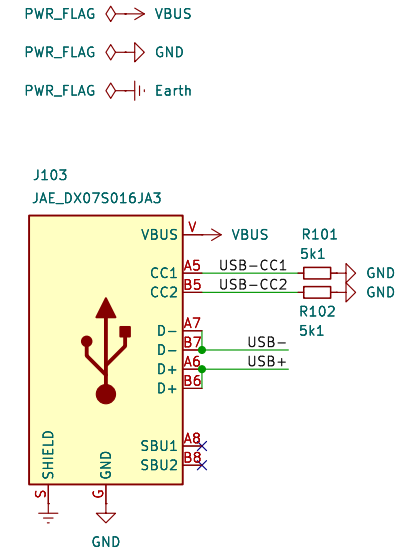 PWR_FLAG VBUS
PWR_FLAG GND
PWR_FLAG Earth
J103
JAE_DX07S016JA3
VBUS V VBUS
R101
5k1
CC1 A5 USB-CC1 GND
CC2 B5 USB-CC2 GND
R102
5k1
D- A7
D- B7 USB-
D+ A6 USB+
D+ B6
SBU1 A8
SBU2 B8
SHIELD GND
S G
GND